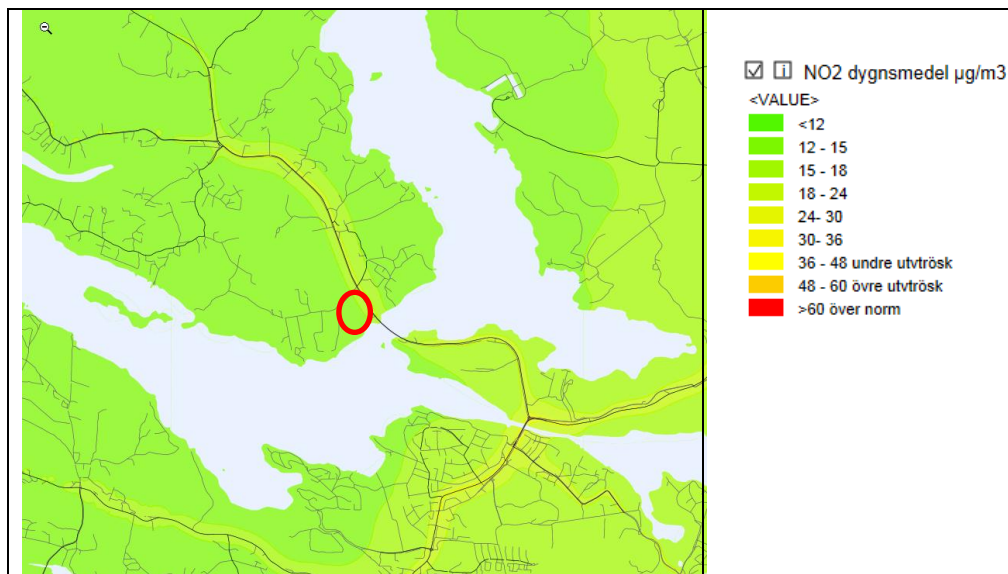 NO2 dygnsmedel µg/m3
<VALUE>
<12
12 - 15
15 - 18
18 - 24
24- 30
30- 36
36 - 48 undre utvtrösk
48 - 60 övre utvtrösk
>60 över norm